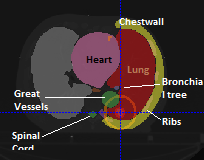 Chestwall
Heart
Lung
Bronchia
l tree
Great
Vessels
Ribs
Spinal
Cord